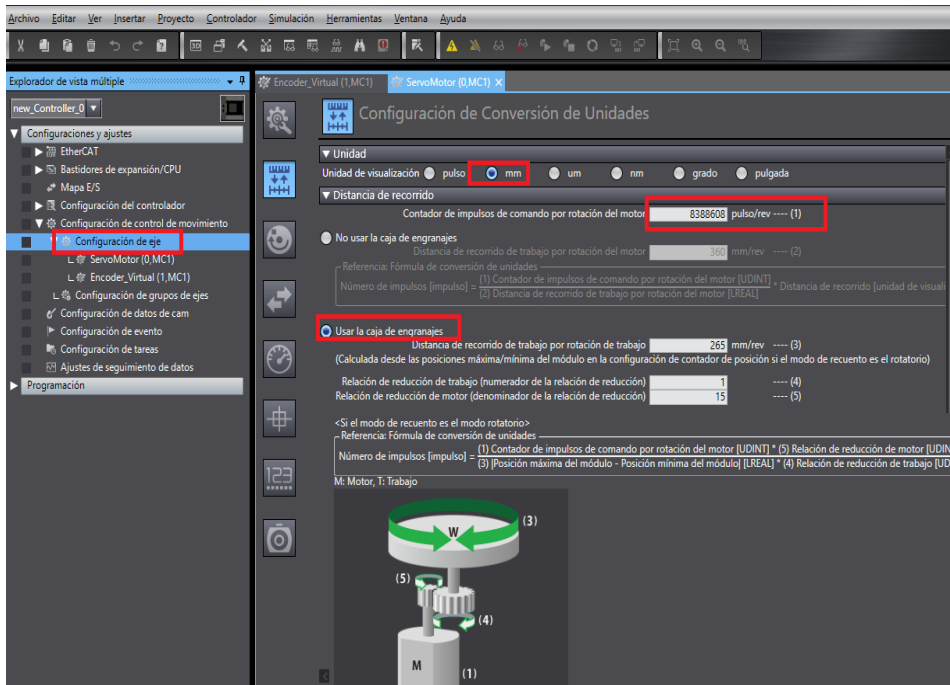 Archivo Editar Ver Insertar Proyecto Controlador Simulación Herramientas Ventana Ayuda
Explorador de vista múltiple
Encoder_Virtual (1,MC1) ServoMotor (0,MC1)
new_Controller_0
Configuraciones y ajustes
EtherCAT
Bastidores de expansión/CPU
Mapa E/S
Configuración del controlador
Configuración de control de movimiento
Configuración de eje
ServoMotor (0,MC1)
Encoder_Virtual (1,MC1)
Configuración de grupos de ejes
Configuración de datos de cam
Configuración de evento
Configuración de tareas
Ajustes de seguimiento de datos
Programación
Configuración de Conversión de Unidades
Unidad
Unidad de visualización pulso mm um nm grado pulgada
Distancia de recorrido
Contador de impulsos de comando por rotación del motor 8388608 pulso/rev ---- (1)
No usar la caja de engranajes
Distancia de recorrido de trabajo por rotación del motor 360 mm/rev ---- (2)
Referencia: Fórmula de conversión de unidades
Número de impulsos [impulso] = (1) Contador de impulsos de comando por rotación del motor [UDINT] * Distancia de recorrido [unidad de visuali
(2) Distancia de recorrido de trabajo por rotación del motor [LREAL]
Usar la caja de engranajes
Distancia de recorrido de trabajo por rotación de trabajo 265 mm/rev ---- (3)
(Calculada desde las posiciones máxima/mínima del módulo en la configuración de contador de posición si el modo de recuento es el rotatorio)
Relación de reducción de trabajo (numerador de la relación de reducción) 1 ---- (4)
Relación de reducción de motor (denominador de la relación de reducción) 15 ---- (5)
<Si el modo de recuento es el modo rotatorio>
Referencia: Fórmula de conversión de unidades
Número de impulsos [impulso] = (1) Contador de impulsos de comando por rotación del motor [UDINT] * (5) Relación de reducción de motor [UDIN
(3) |Posición máxima del módulo - Posición mínima del módulo| [LREAL] * (4) Relación de reducción de trabajo [UD
M: Motor, T: Trabajo
W
(3)
(5)
(4)
M
(1)
123